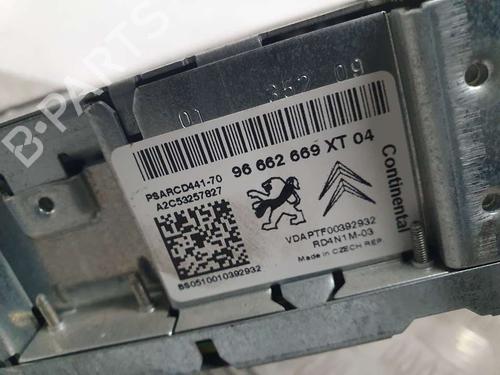 B-PARTS
01 352 09
PSARCD441-70
A2C53257827
96 662 669 XT 04
Continental
VDAPTF00392932
RD4N1M-03
Made in CZECH REP.
BS0510010392932